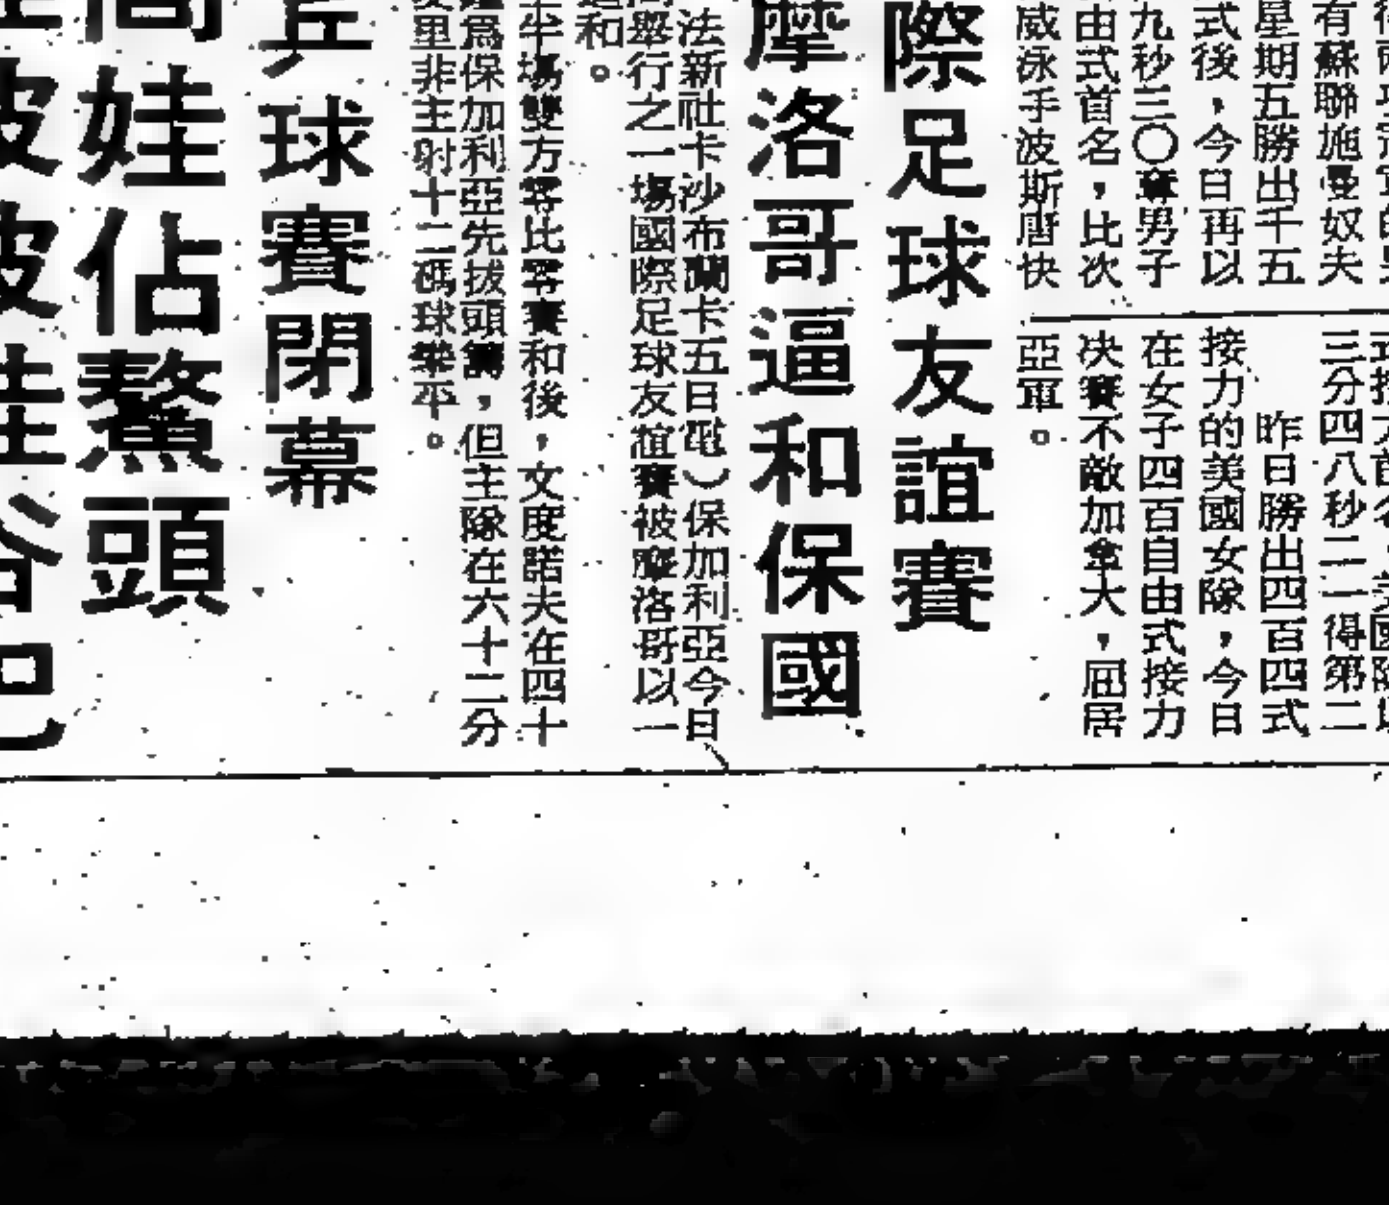 有蘇聯施曼奴夫
星期五勝出千五
式後，今日再以
九秒三〇奪男子
由式首名，比次
威泳手波斯唐快
三分四八秒二一得第二
昨日勝出四百四式
接力的美國女隊，今日
在女子四百自由式接力
決賽不敵加拿大，屈居
亞軍。
際足球友誼賽
摩洛哥逼和保國
法新社卡沙布蘭卡五日電）保加利亞今日
舉行之一場國際足球友誼賽被摩洛哥以一
和。
半場雙方零比零賽和後，文度諾夫在四十
爲保加利亞先拔頭籌，但主隊在六十二分
里非主射十二碼球扳平。
乒球賽閉幕
娃佔鰲頭